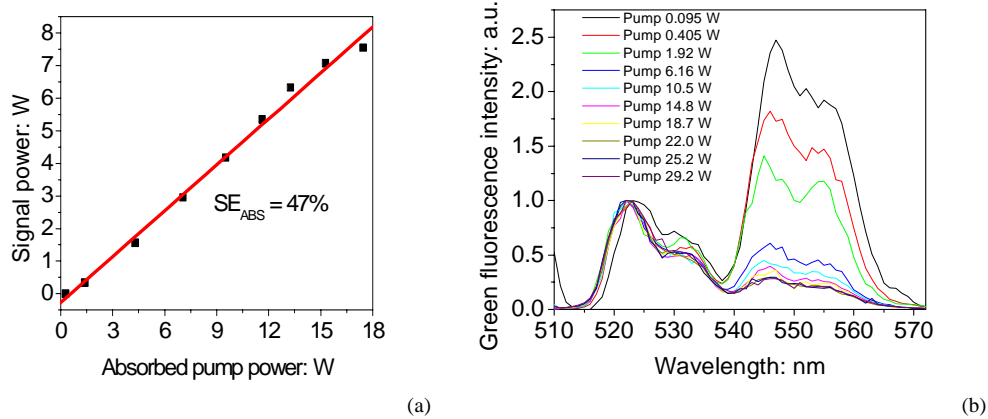 Signal power: W
8
7
6
5
4
3
2
1
0
0 3 6 9 12 15 18
Absorbed pump power: W
SE_ABS = 47%
(a)
Green fluorescence intensity: a.u.
2.5
2.0
1.5
1.0
0.5
0.0
Pump 0.095 W
Pump 0.405 W
Pump 1.92 W
Pump 6.16 W
Pump 10.5 W
Pump 14.8 W
Pump 18.7 W
Pump 22.0 W
Pump 25.2 W
Pump 29.2 W
510 520 530 540 550 560 570
Wavelength: nm
(b)